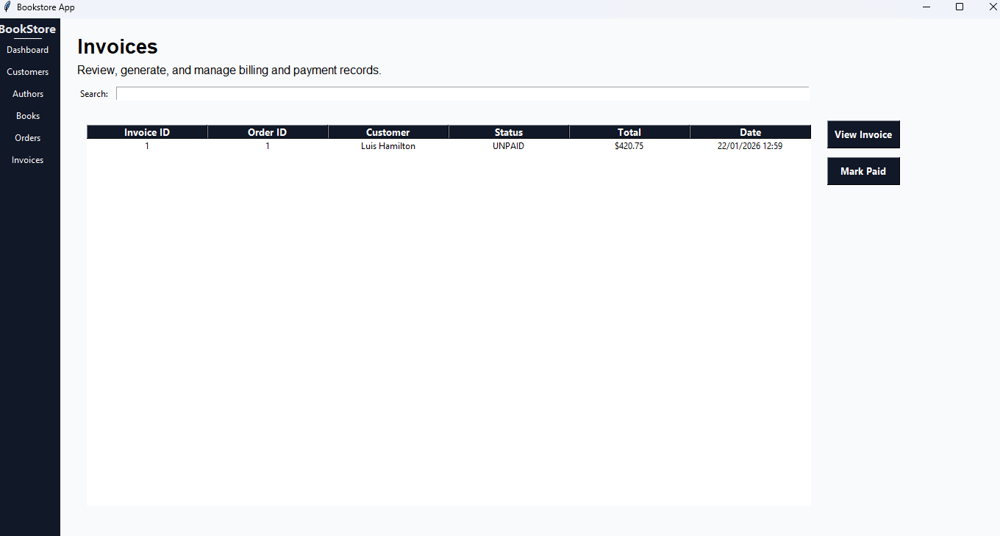 Bookstore App
BookStore
Dashboard
Customers
Authors
Books
Orders
Invoices
Invoices
Review, generate, and manage billing and payment records.
Search:
Invoice ID Order ID Customer Status Total Date
1 1 Luis Hamilton UNPAID $420.75 22/01/2026 12:59
View Invoice
Mark Paid